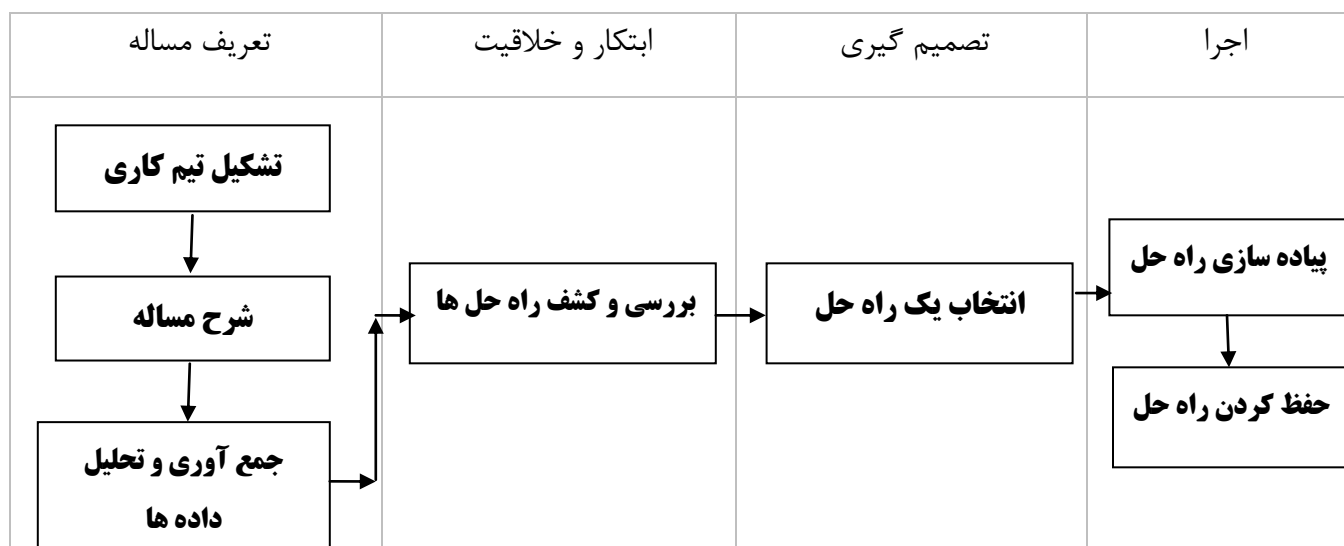 تعریف مساله
ابتکار و خلاقیت
تصمیم گیری
اجرا
تشکیل تیم کاری
شرح مساله
جمع آوری و تحلیل
داده ها
بررسی و کشف راه حل ها
انتخاب یک راه حل
پیاده سازی راه حل
حفظ کردن راه حل